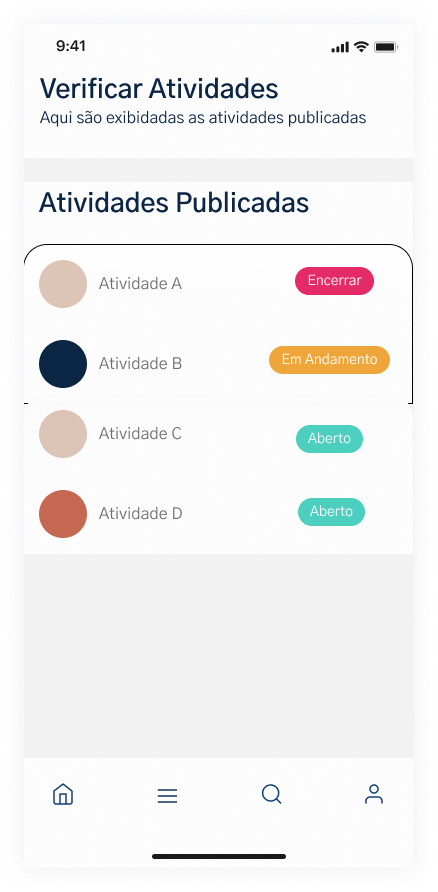 9:41
Verificar Atividades
Aqui são exibidadas as atividades publicadas
Atividades Publicadas
Atividade A
Encerrar
Atividade B
Em Andamento
Atividade C
Aberto
Atividade D
Aberto